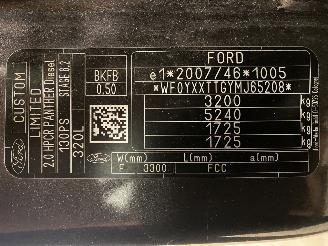 FORD
e1*2007/46*1005
*WF0YXXTTGYMJ65208*
3200 kg
5240 kg
1725 kg
1725 kg
BKFB
0.50
Ford
CUSTOM
LIMITED
2.0 HPCR PANTHER Diesel
130PS STAGE 6.2
320L
W(mm) L(mm) a(mm)
F 3300 FCC